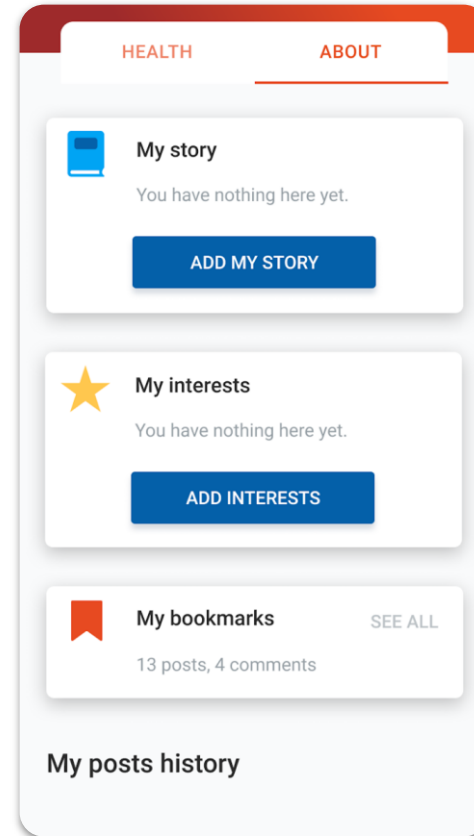 HEALTH ABOUT
My story
You have nothing here yet.
ADD MY STORY
My interests
You have nothing here yet.
ADD INTERESTS
My bookmarks SEE ALL
13 posts, 4 comments
My posts history